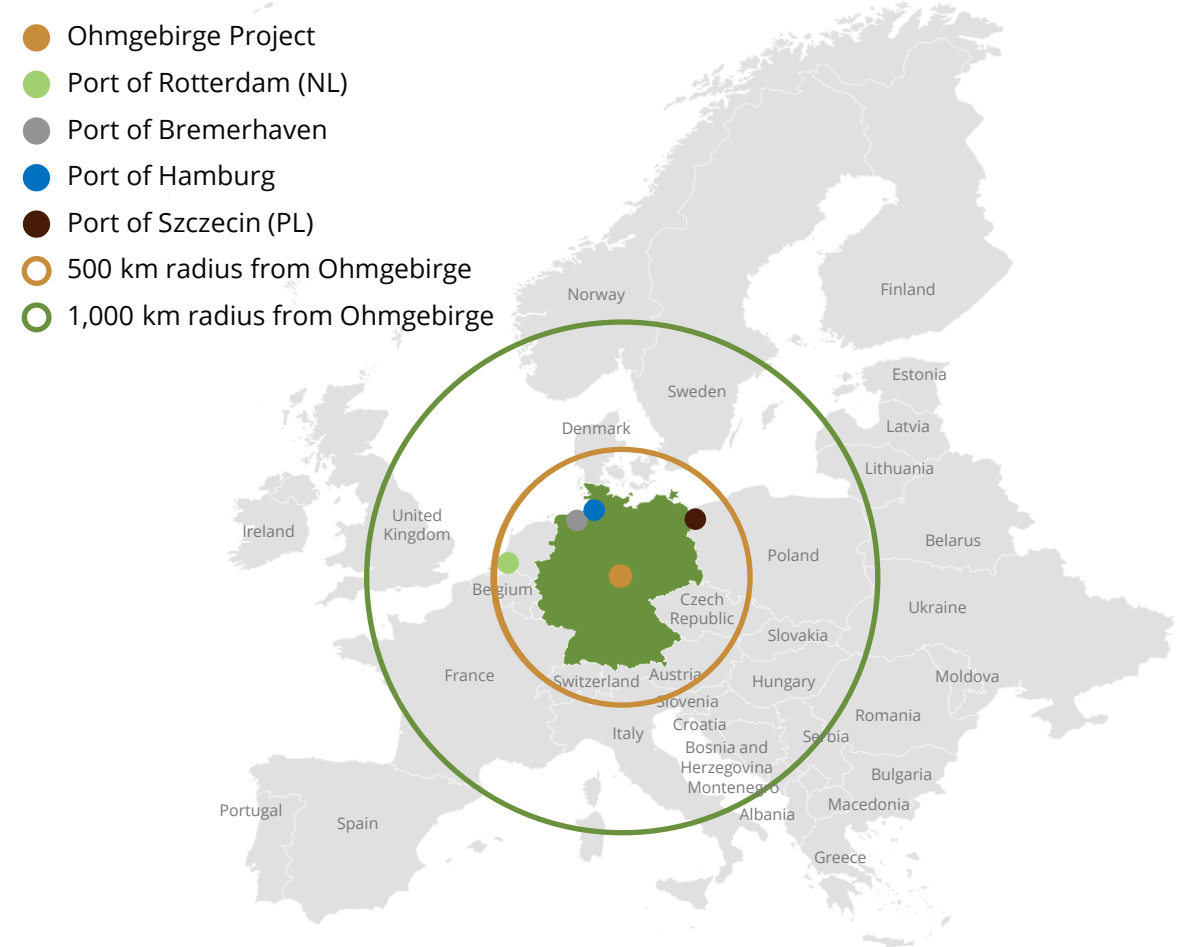 Ohmgebirge Project
Port of Rotterdam (NL)
Port of Bremerhaven
Port of Hamburg
Port of Szczecin (PL)
500 km radius from Ohmgebirge
1,000 km radius from Ohmgebirge
Norway
Finland
Estonia
Sweden
Latvia
Denmark
Lithuania
United
Kingdom
Ireland
Belarus
Poland
Belgium
Czech
Republic
Ukraine
Slovakia
France
Switzerland
Austria
Hungary
Moldova
Slovenia
Romania
Croatia
Italy
Serbia
Bosnia and
Herzegovina
Montenegro
Bulgaria
Macedonia
Portugal
Albania
Spain
Greece